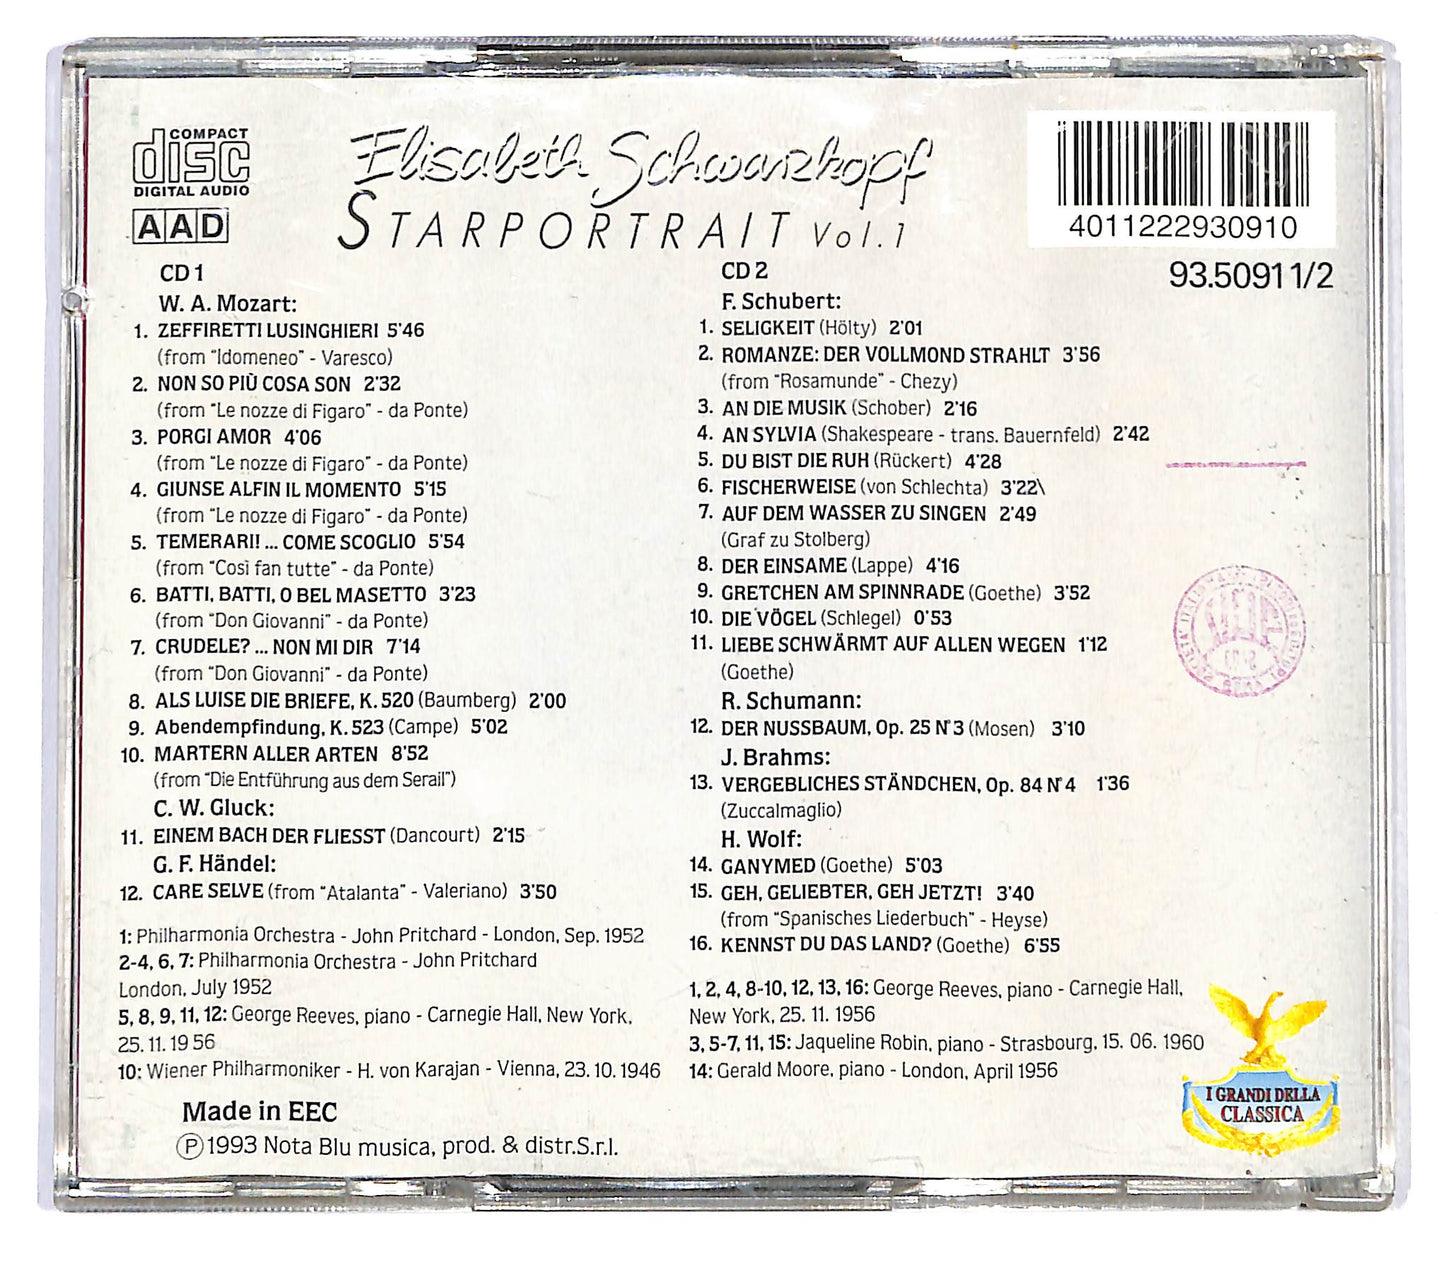 COMPACT
disc
DIGITAL AUDIO
AAD
Elisabeth Schwarzkopf
STARPORTRAIT Vol.1
4011222930910
93.5091 1/2
CD 1
W. A. Mozart:
1. ZEFFIRETTI LUSINGHIERI 5'46
(from "Idomeneo" - Varesco)
2. NON SO PIÙ COSA SON 2'32
(from "Le nozze di Figaro" - da Ponte)
3. PORGI AMOR 4'06
(from "Le nozze di Figaro" - da Ponte)
4. GIUNSE ALFIN IL MOMENTO 5'15
(from "Le nozze di Figaro" - da Ponte)
5. TEMERARI! ... COME SCOGLIO 5'54
(from "Così fan tutte" - da Ponte)
6. BATTI, BATTI, O BEL MASETTO 3'23
(from "Don Giovanni" - da Ponte)
7. CRUDELE? ... NON MI DIR 7'14
(from "Don Giovanni" - da Ponte)
8. ALS LUISE DIE BRIEFE, K. 520 (Baumberg) 2'00
9. Abendempfindung, K. 523 (Campe) 5'02
10. MARTERN ALLER ARTEN 8'52
(from "Die Entführung aus dem Serail")
C. W. Gluck:
11. EINEM BACH DER FLIESST (Dancourt) 2'15
G. F. Händel:
12. CARE SELVE (from "Atalanta" - Valeriano) 3'50
1: Philharmonia Orchestra - John Pritchard - London, Sep. 1952
2-4, 6, 7: Philharmonia Orchestra - John Pritchard
London, July 1952
5, 8, 9, 11, 12: George Reeves, piano - Carnegie Hall, New York,
25. 11. 19 56
10: Wiener Philharmoniker - H. von Karajan - Vienna, 23. 10. 1946
Made in EEC
Ⓟ 1993 Nota Blu musica, prod. & distr.S.r.l.
CD 2
F. Schubert:
1. SELIGKEIT (Hölty) 2'01
2. ROMANZE: DER VOLLMOND STRAHLT 3'56
(from "Rosamunde" - Chezy)
3. AN DIE MUSIK (Schober) 2'16
4. AN SYLVIA (Shakespeare - trans. Bauernfeld) 2'42
5. DU BIST DIE RUH (Rückert) 4'28
6. FISCHERWEISE (von Schlechta) 3'22\
7. AUF DEM WASSER ZU SINGEN 2'49
(Graf zu Stolberg)
8. DER EINSAME (Lappe) 4'16
9. GRETCHEN AM SPINNRADE (Goethe) 3'52
10. DIE VÖGEL (Schlegel) 0'53
11. LIEBE SCHWÄRMT AUF ALLEN WEGEN 1'12
(Goethe)
R. Schumann:
12. DER NUSSBAUM, Op. 25 N° 3 (Mosen) 3'10
J. Brahms:
13. VERGEBLICHES STÄNDCHEN, Op. 84 N° 4 1'36
(Zuccalmaglio)
H. Wolf:
14. GANYMED (Goethe) 5'03
15. GEH, GELIEBTER, GEH JETZT! 3'40
(from "Spanisches Liederbuch" - Heyse)
16. KENNST DU DAS LAND? (Goethe) 6'55
1, 2, 4, 8-10, 12, 13, 16: George Reeves, piano - Carnegie Hall,
New York, 25. 11. 1956
3, 5-7, 11, 15: Jaqueline Robin, piano - Strasbourg, 15. 06. 1960
14: Gerald Moore, piano - London, April 1956
I GRANDI DELLA
CLASSICA